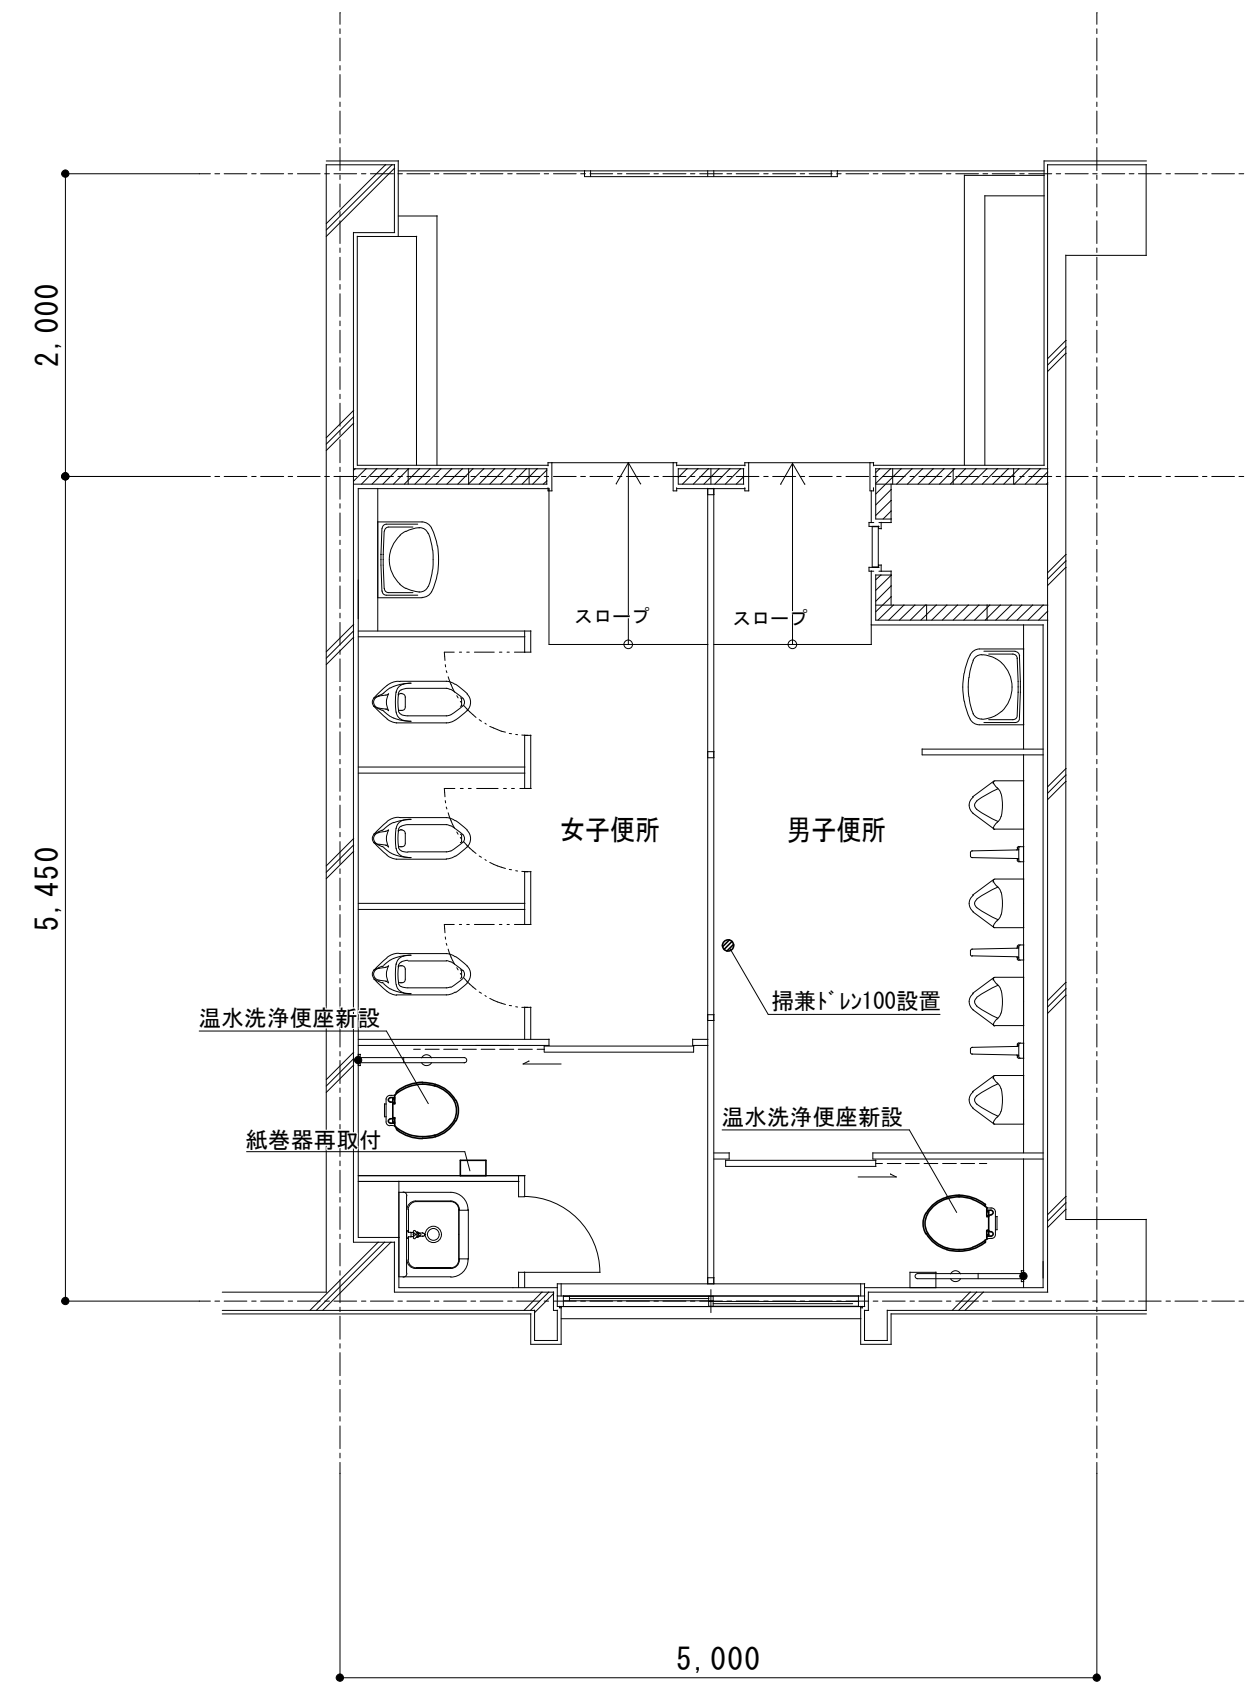 2,000
スロープ
スロープ
女子便所
男子便所
5,450
掃兼ﾄﾞﾚﾝ100設置
温水洗浄便座新設
温水洗浄便座新設
紙巻器再取付
5,000